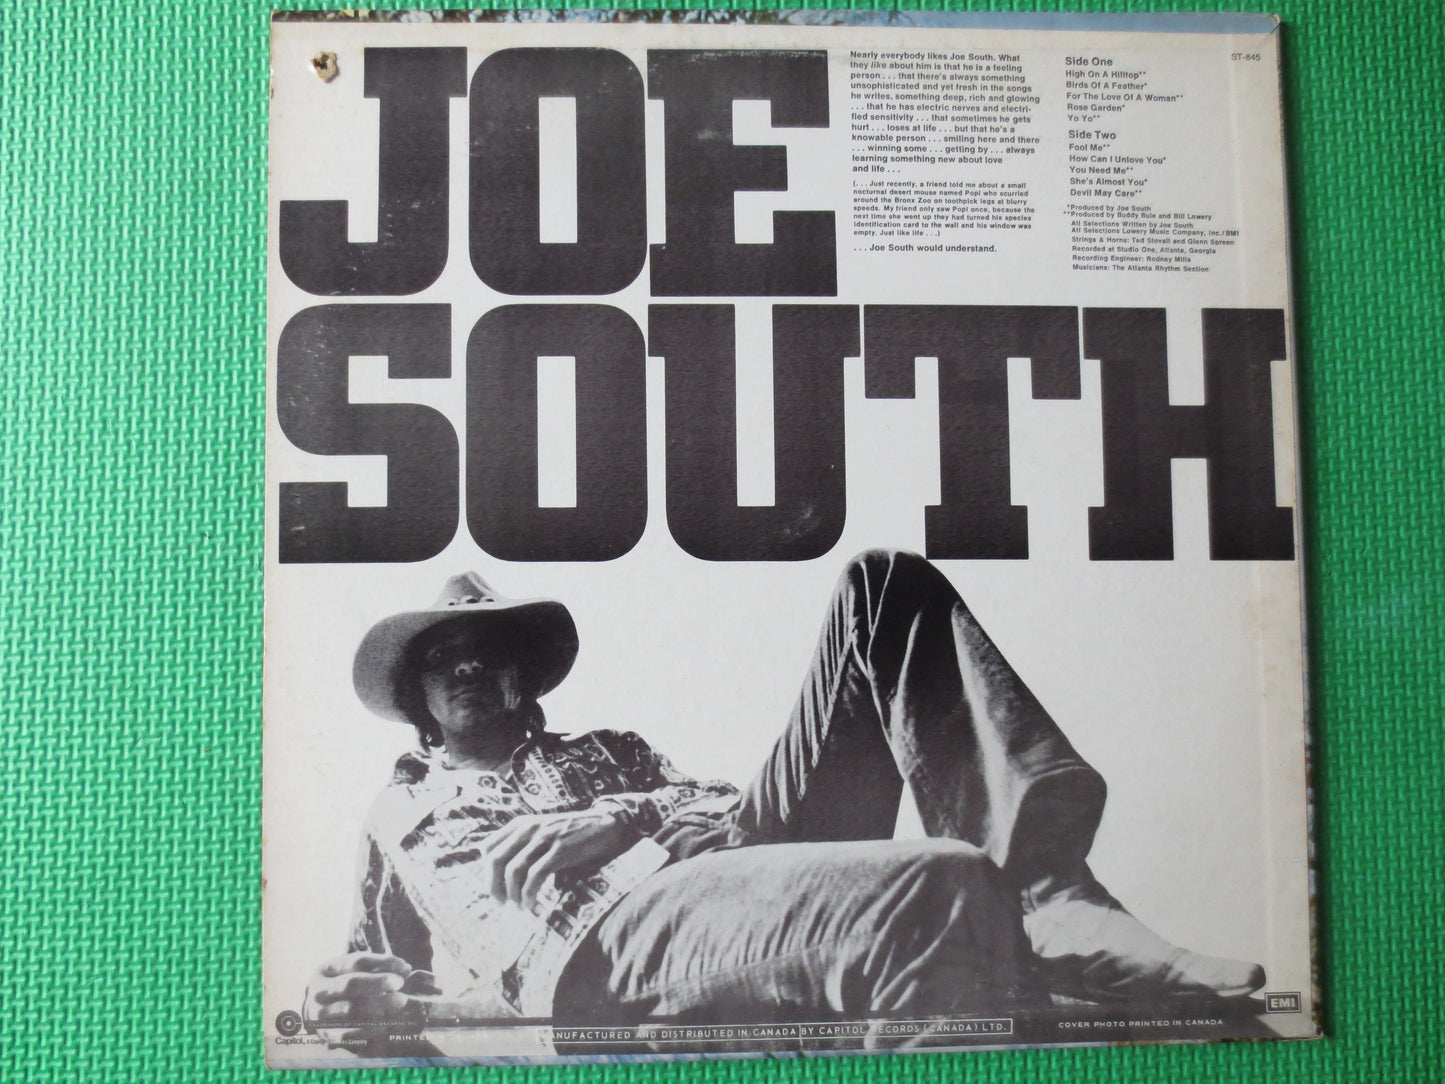 JOE
SOUTH
Nearly everybody likes Joe South. What
they like about him is that he is a feeling
person . . . that there's always something
unsophisticated and yet fresh in the songs
he writes, something deep, rich and glowing
. . . that he has electric nerves and electri-
fied sensitivity . . . that sometimes he gets
hurt . . . loses at life . . . but that he's a
knowable person . . . smiling here and there
. . . winning some . . . getting by . . . always
learning something new about love
and life . . .
(. . . Just recently, a friend told me about a small
nocturnal desert mouse named Popi who scurried
around the Bronx Zoo on toothpick legs at blurry
speeds. My friend only saw Popi once, because the
next time she went up they had turned his species
identification card to the wall and his window was
empty. Just like life . . .)
. . . Joe South would understand.
ST-845
Side One
High On A Hilltop**
Birds Of A Feather*
For The Love Of A Woman**
Rose Garden*
Yo Yo**
Side Two
Fool Me**
How Can I Unlove You*
You Need Me**
She's Almost You*
Devil May Care**
*Produced by Joe South
**Produced by Buddy Buie and Bill Lowery
All Selections Written by Joe South
All Selections Lowery Music Company, Inc./BMI
Strings & Horns: Ted Stovall and Glenn Spreen
Recorded at Studio One, Atlanta, Georgia
Recording Engineer: Rodney Mills
Musicians: The Atlanta Rhythm Section
EMI
TRADEMARK OF CAPITOL RECORDS, INC.
Capitol.
PRINTED
MANUFACTURED AND DISTRIBUTED IN CANADA BY CAPITOL RECORDS (CANADA) LTD.
COVER PHOTO PRINTED IN CANADA